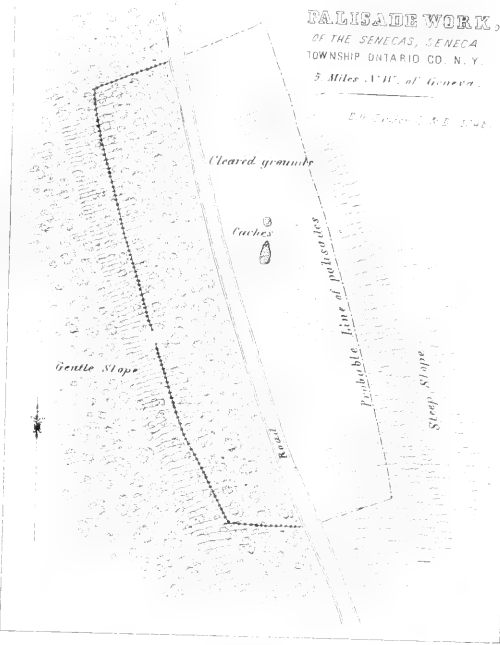 PALISADE WORK,
OF THE SENECAS, SENECA
TOWNSHIP ONTARIO CO. N. Y.
5 Miles N.W. of Geneva.
Cleared grounds
Caches
Probable Line of palisades
Gentle Slope
Steep Slope
Road